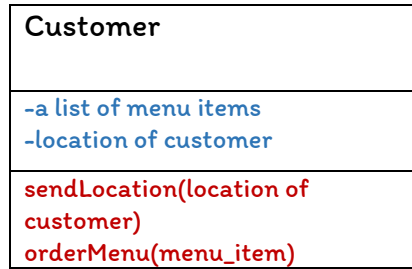 Customer
-a list of menu items
-location of customer
sendLocation(location of
customer)
orderMenu(menu_item)